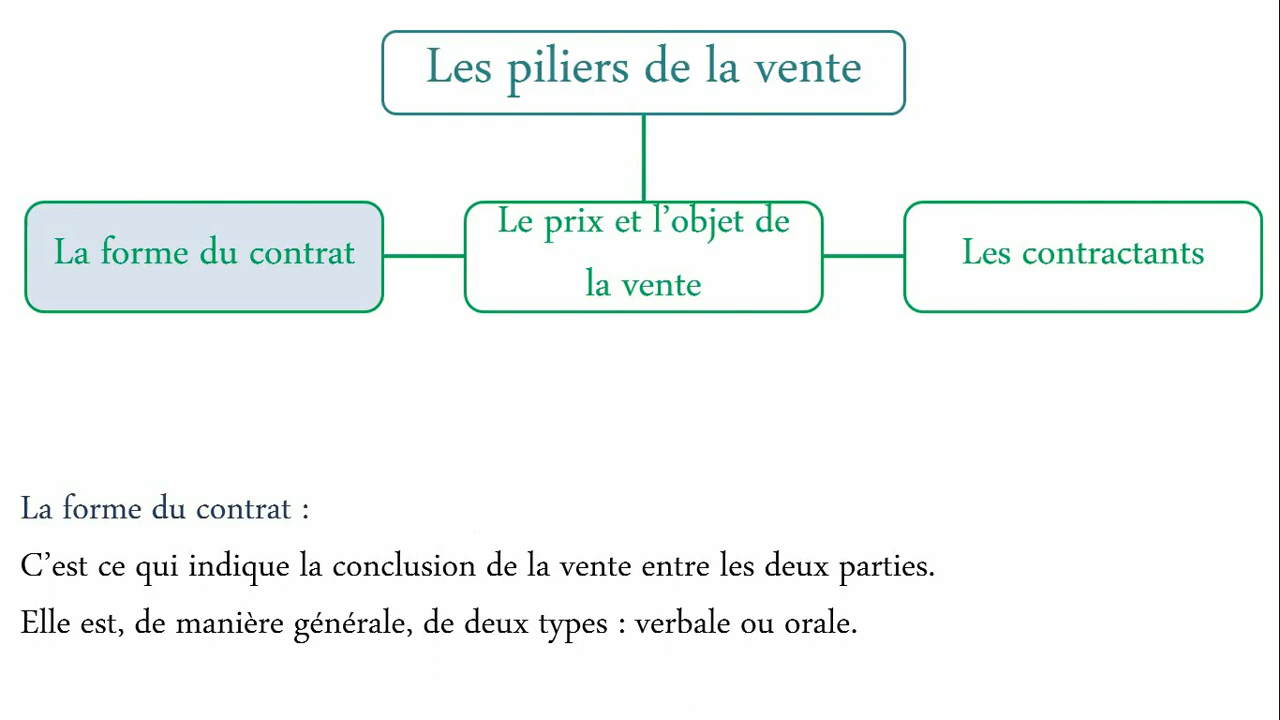 Les piliers de la vente
La forme du contrat
Le prix et l’objet de
la vente
Les contractants
La forme du contrat :
C’est ce qui indique la conclusion de la vente entre les deux parties.
Elle est, de manière générale, de deux types : verbale ou orale.